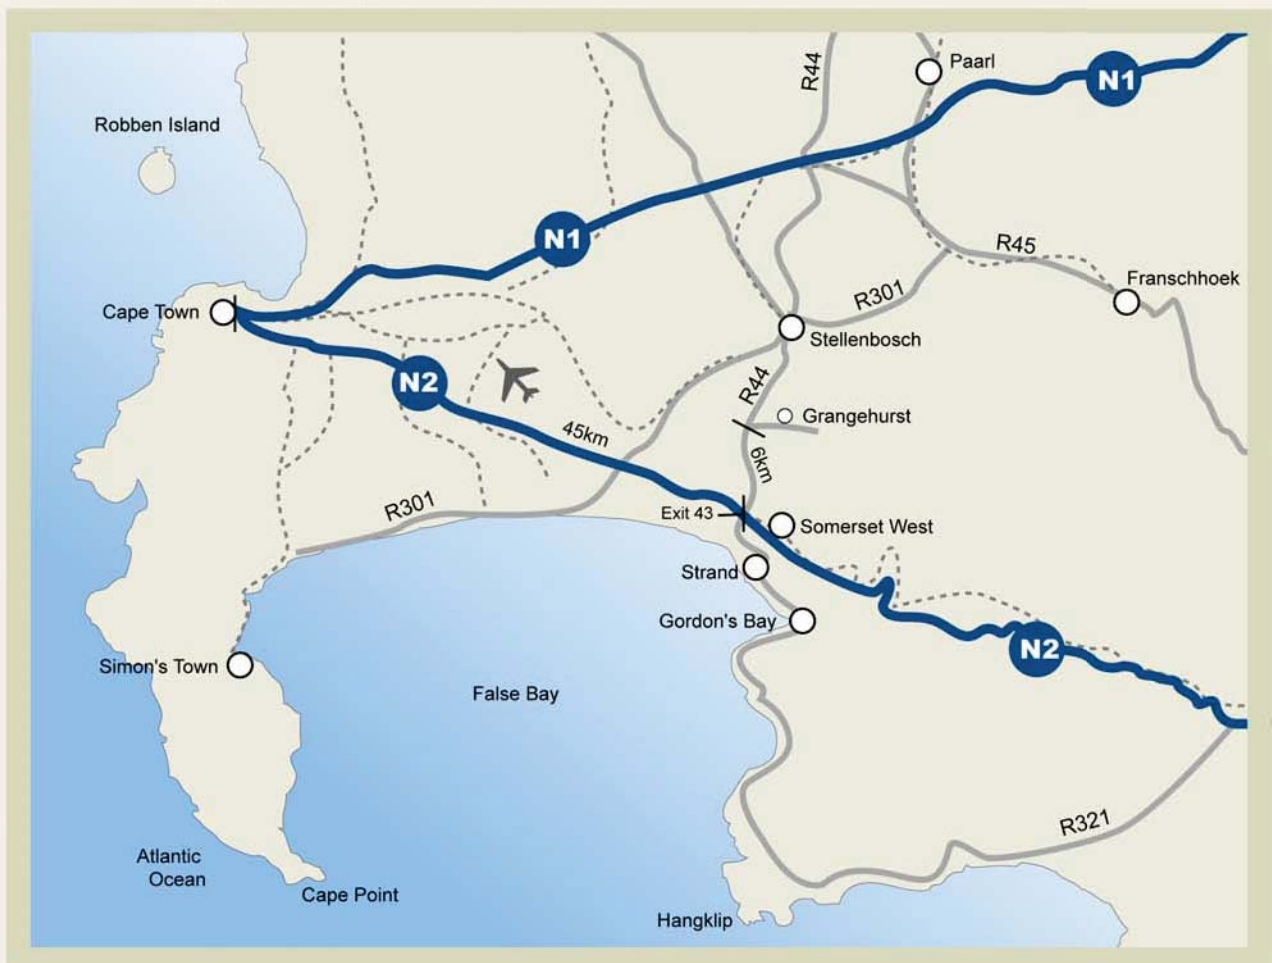 Paarl
R44
N1
Robben Island
N1
R45
Franschhoek
R301
Cape Town
Stellenbosch
N2
R44
Grangehurst
45km
6km
R301
Exit 43
Somerset West
Strand
Gordon's Bay
N2
Simon's Town
False Bay
R321
Atlantic
Ocean
Cape Point
Hangklip